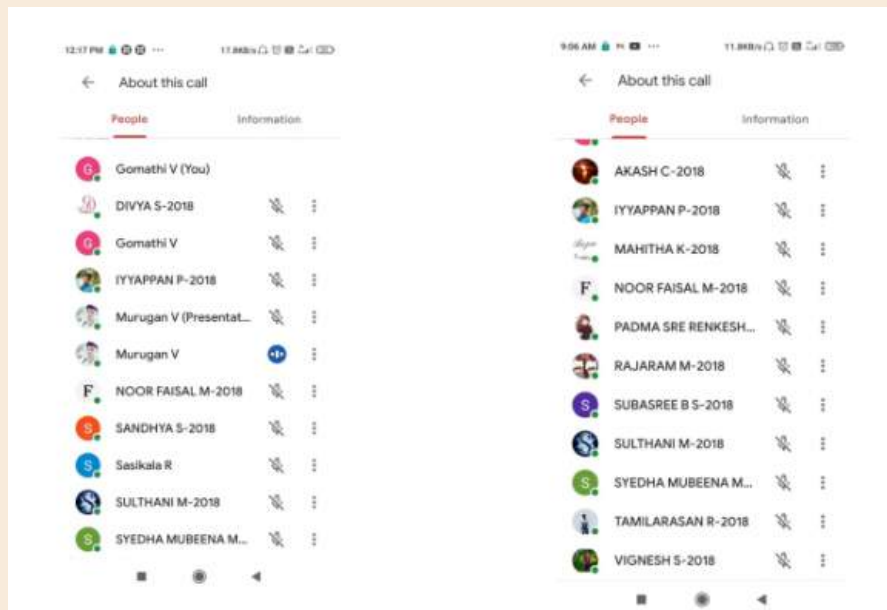 12:17 PM
About this call
People Information
G Gomathi V (You)
DIVYA S-2018
G Gomathi V
IYYAPPAN P-2018
Murugan V (Presentat...
Murugan V
F NOOR FAISAL M-2018
S SANDHYA S-2018
S Sasikala R
SULTHANI M-2018
S SYEDHA MUBEENA M...
9:06 AM
About this call
People Information
AKASH C-2018
IYYAPPAN P-2018
MAHITHA K-2018
F NOOR FAISAL M-2018
PADMA SRE RENKESH...
RAJARAM M-2018
S SUBASREE B S-2018
SULTHANI M-2018
S SYEDHA MUBEENA M...
TAMILARASAN R-2018
VIGNESH S-2018